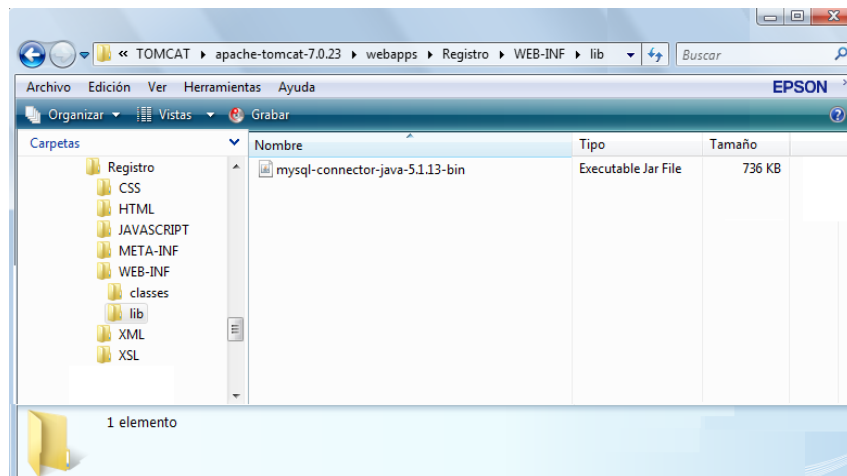 « TOMCAT ▸ apache-tomcat-7.0.23 ▸ webapps ▸ Registro ▸ WEB-INF ▸ lib
Buscar
Archivo Edición Ver Herramientas Ayuda
EPSON
Organizar Vistas Grabar
Carpetas
Nombre Tipo Tamaño
Registro
CSS
HTML
JAVASCRIPT
META-INF
WEB-INF
classes
lib
XML
XSL
mysql-connector-java-5.1.13-bin Executable Jar File 736 KB
1 elemento